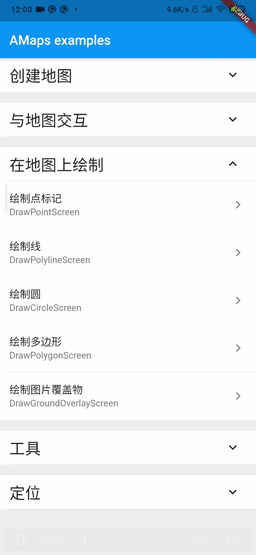 12:00
9.6K/s
AMaps examples
创建地图
与地图交互
在地图上绘制
绘制点标记
DrawPointScreen
绘制线
DrawPolylineScreen
绘制圆
DrawCircleScreen
绘制多边形
DrawPolygonScreen
绘制图片覆盖物
DrawGroundOverlayScreen
工具
定位